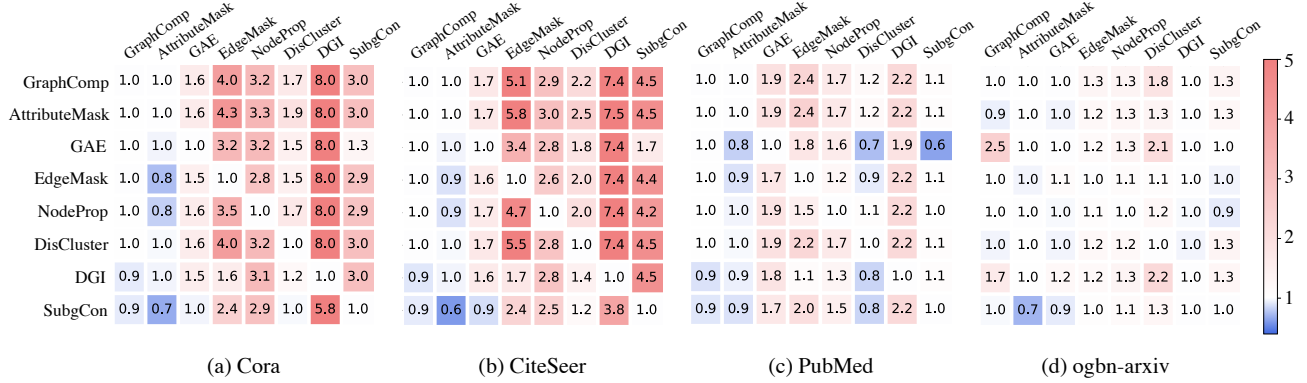 GraphComp AttributeMask GAE EdgeMask NodeProp DisCluster DGI SubgCon GraphComp AttributeMask GAE EdgeMask NodeProp DisCluster DGI SubgCon GraphComp AttributeMask GAE EdgeMask NodeProp DisCluster DGI SubgCon GraphComp AttributeMask GAE EdgeMask NodeProp DisCluster DGI SubgCon
GraphComp 1.0 1.0 1.6 4.0 3.2 1.7 8.0 3.0 1.0 1.0 1.7 5.1 2.9 2.2 7.4 4.5 1.0 1.0 1.9 2.4 1.7 1.2 2.2 1.1 1.0 1.0 1.0 1.3 1.3 1.8 1.0 1.3 5
AttributeMask 1.0 1.0 1.6 4.3 3.3 1.9 8.0 3.0 1.0 1.0 1.7 5.8 3.0 2.5 7.5 4.5 1.0 1.0 1.9 2.4 1.7 1.2 2.2 1.1 0.9 1.0 1.0 1.2 1.2 1.3 1.0 1.3 4
GAE 1.0 1.0 1.0 3.2 3.2 1.5 8.0 1.3 1.0 1.0 1.0 3.4 2.8 1.8 7.4 1.7 1.0 0.8 1.0 1.8 1.6 0.7 1.9 0.6 2.5 1.0 1.0 1.2 1.3 2.1 1.0 1.3
EdgeMask 1.0 0.8 1.5 1.0 2.8 1.5 8.0 2.9 1.0 0.9 1.6 1.0 2.6 2.0 7.4 4.4 1.0 0.9 1.7 1.0 1.2 0.9 2.2 1.1 1.0 1.0 1.1 1.0 1.1 1.1 1.0 1.0 3
NodeProp 1.0 0.8 1.6 3.5 1.0 1.7 8.0 2.9 1.0 0.9 1.7 4.7 1.0 2.0 7.4 4.2 1.0 1.0 1.9 1.5 1.0 1.1 2.2 1.0 1.0 1.0 1.0 1.1 1.0 1.2 1.0 0.9
DisCluster 1.0 1.0 1.6 4.0 3.2 1.0 8.0 3.0 1.0 1.0 1.7 5.5 2.8 1.0 7.4 4.5 1.0 1.0 1.9 2.2 1.7 1.0 2.2 1.1 1.0 1.0 1.0 1.2 1.2 1.0 1.0 1.3 2
DGI 0.9 1.0 1.5 1.6 3.1 1.2 1.0 3.0 0.9 1.0 1.6 1.7 2.8 1.4 1.0 4.5 0.9 0.9 1.8 1.1 1.3 0.8 1.0 1.1 1.7 1.0 1.2 1.2 1.3 2.2 1.0 1.3
SubgCon 0.9 0.7 1.0 2.4 2.9 1.0 5.8 1.0 0.9 0.6 0.9 2.4 2.5 1.2 3.8 1.0 0.9 0.9 1.7 2.0 1.5 0.8 2.2 1.0 1.0 0.7 0.9 1.0 1.1 1.3 1.0 1.0 1
(a) Cora (b) CiteSeer (c) PubMed (d) ogbn-arxiv